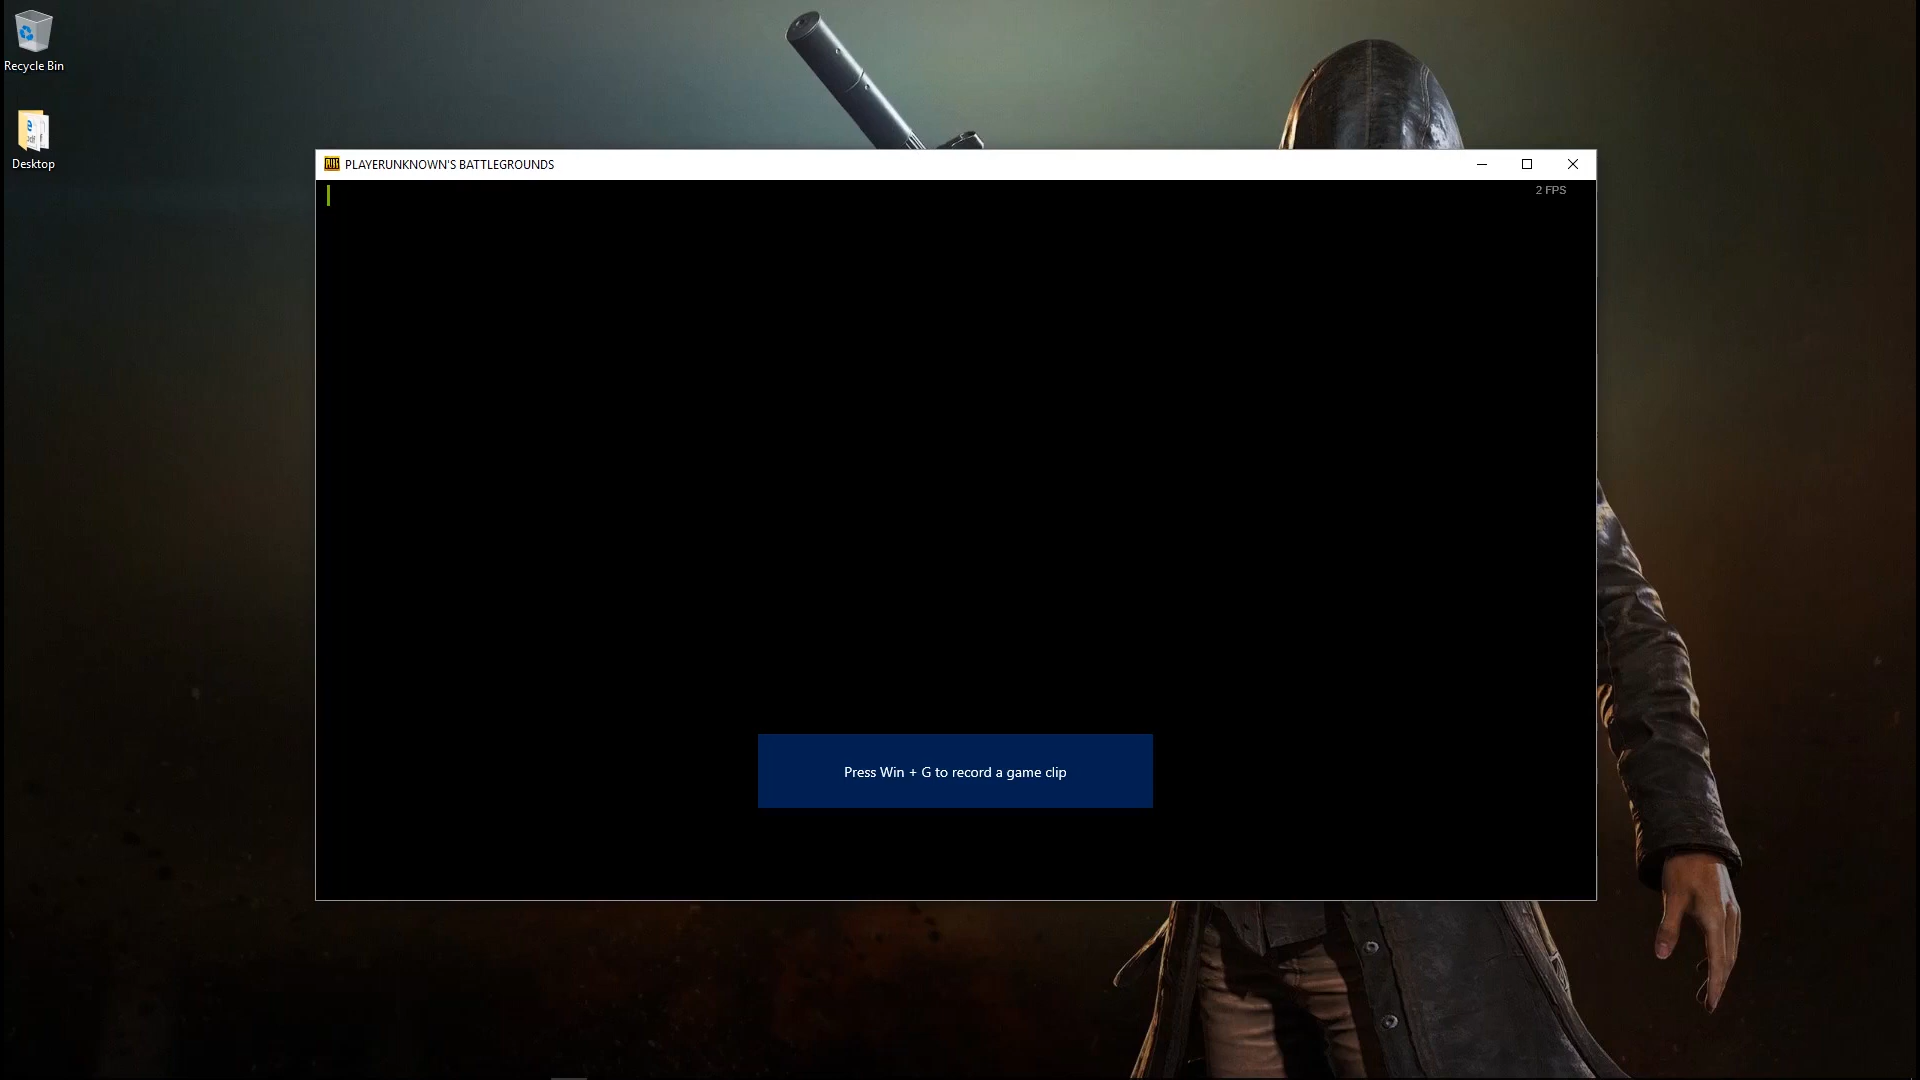 Recycle Bin
Desktop
PLAYERUNKNOWN'S BATTLEGROUNDS
2 FPS
Press Win + G to record a game clip